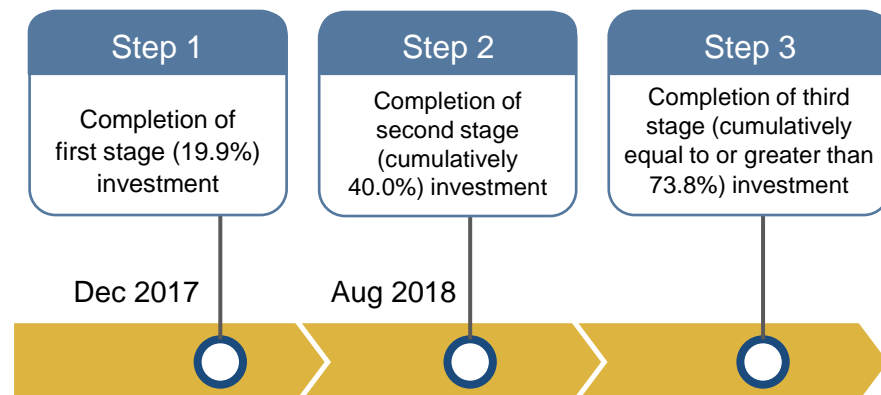 Step 1
Completion of
first stage (19.9%)
investment
Step 2
Completion of
second stage
(cumulatively
40.0%) investment
Step 3
Completion of third
stage (cumulatively
equal to or greater than
73.8%) investment
Dec 2017
Aug 2018